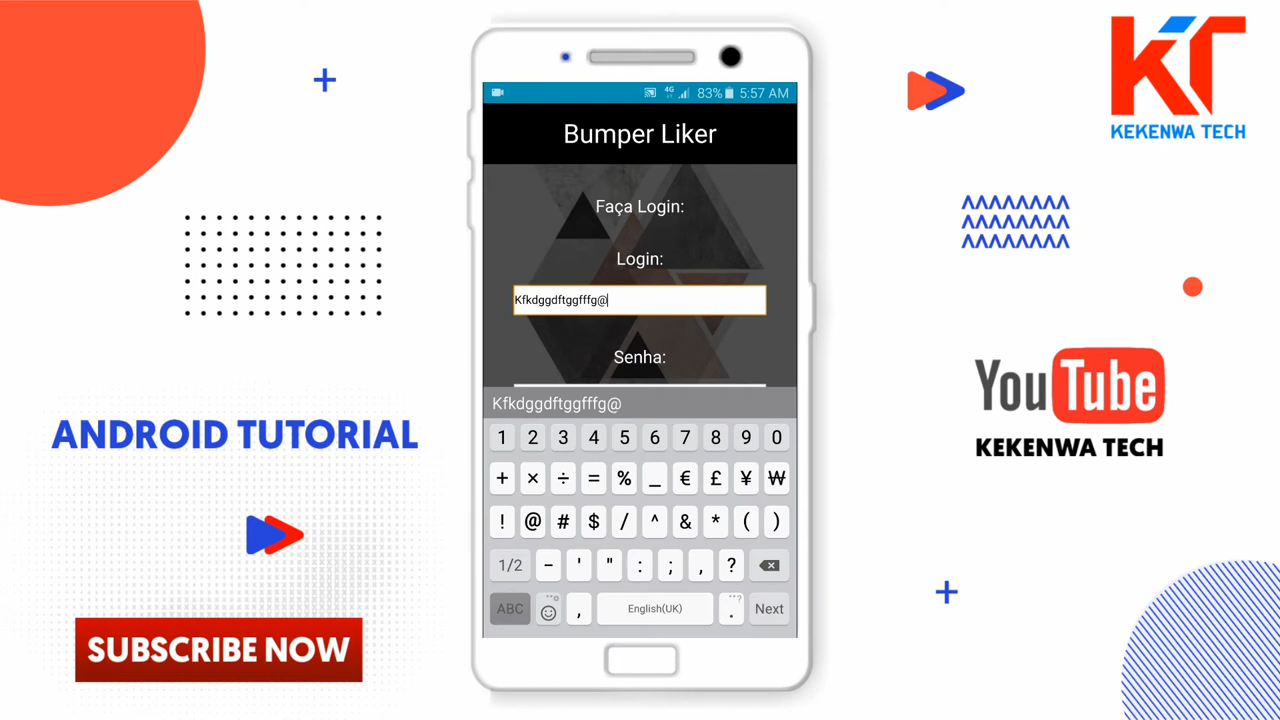 KT
KEKENWA TECH
4G 83% 5:57 AM
Bumper Liker
Faça Login:
Login:
Kfkdggdftggfffg@
Senha:
Kfkdggdftggfffg@
1 2 3 4 5 6 7 8 9 0
+ × ÷ = % _ € £ ¥ ₩
! @ # $ / ^ & * ( )
1/2 - ' " : ; , ?
ABC , English(UK) . Next
ANDROID TUTORIAL
SUBSCRIBE NOW
YouTube
KEKENWA TECH